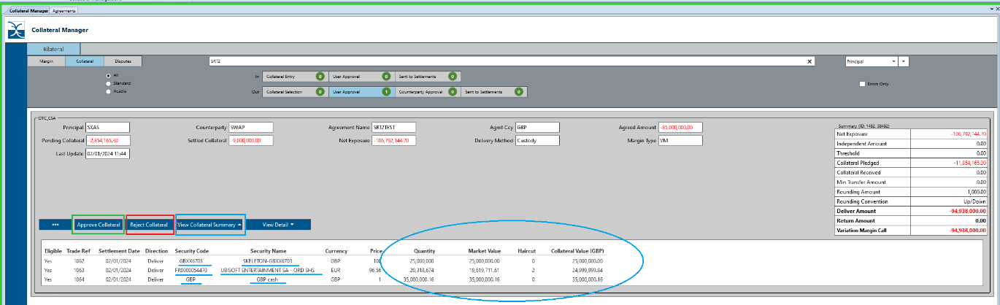 Collateral Manager Agreements
Collateral Manager
Bilateral
Margin Collateral Disputes
SRT2
Principal
All
Standard
Acadia
In Collateral Entry 0 User Approval 0 Sent to Settlements 0
Out Collateral Selection 0 User Approval 1 Counterparty Approval 0 Sent to Settlements 0
Errors Only
OTC_CSA
Principal SXAS Counterparty SWAP Agreement Name SRT2TEST Agmt Ccy GBP Agreed Amount -85,000,000.00
Pending Collateral -2,854,165.30 Settled Collateral -9,000,000.00 Net Exposure -106,792,144.70 Delivery Method Custody Margin Type VM
Last Update 02/01/2024 11:44
Summary (ID: 1482, 38482)
Net Exposure -106,792,144.70
Independent Amount 0.00
Threshold 0.00
Collateral Pledged -11,854,165.30
Collateral Received 0.00
Min Transfer Amount 0.00
Rounding Amount 1,000.00
Rounding Convention Up/Down
Deliver Amount -94,938,000.00
Return Amount 0.00
Variation Margin Call -94,938,000.00
••• Approve Collateral Reject Collateral View Collateral Summary View Detail
Eligible Trade Ref Settlement Date Direction Security Code Security Name Currency Price Quantity Market Value Haircut Collateral Value (GBP)
Yes 1062 02/01/2024 Deliver GBXX6703 SKELETON-GBXX6703 GBP 100 25,000,000 25,000,000.00 0 25,000,000.00
Yes 1063 02/01/2024 Deliver FR0000054470 UBISOFT ENTERTAINMENT SA - ORD SHS EUR 96.56 20,318,674 19,619,711.61 2 24,999,999.84
Yes 1064 02/01/2024 Deliver GBP GBP cash GBP 1 35,000,000.16 35,000,000.16 0 35,000,000.16